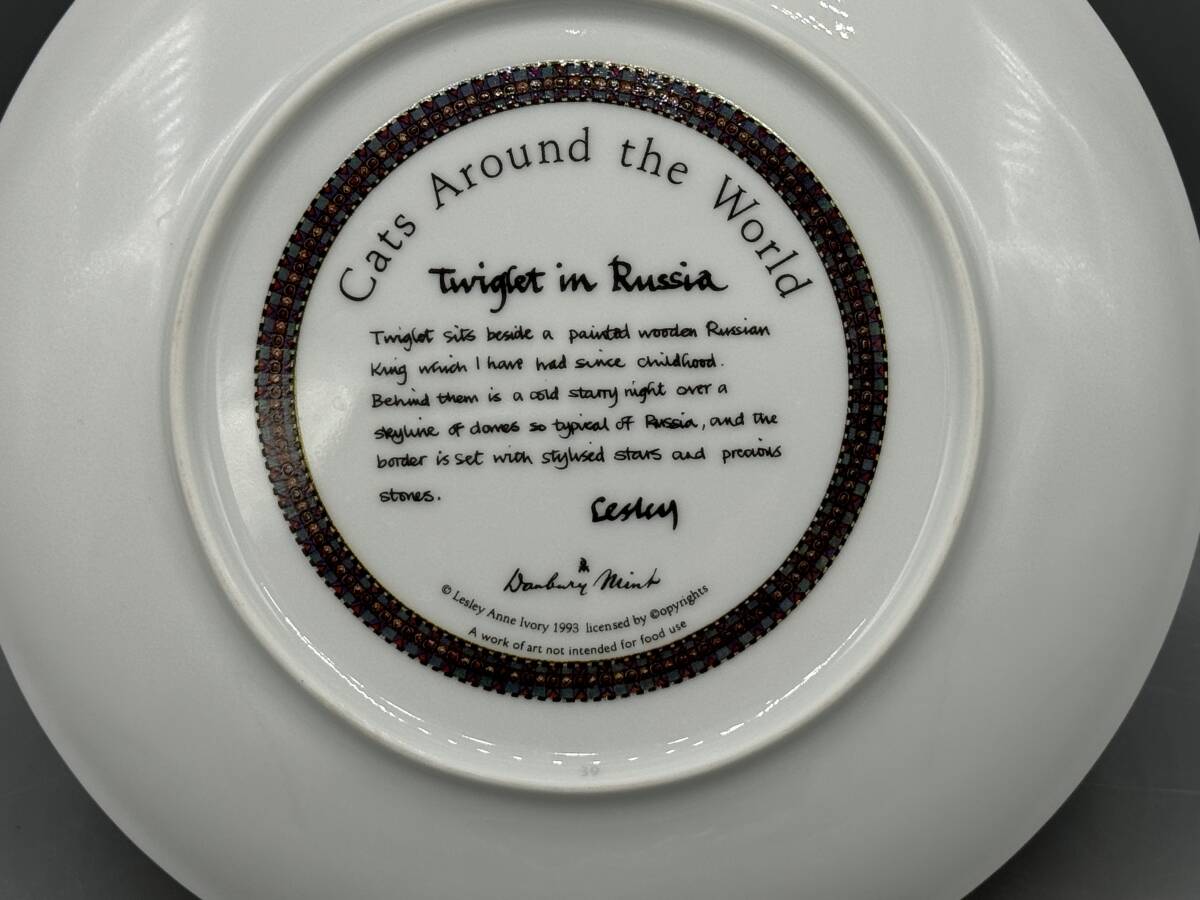 Cats Around the World
Twiglet in Russia
Twiglet sits beside a painted wooden Russian
King which I have had since childhood.
Behind them is a cold starry night over a
skyline of domes so typical of Russia, and the
border is set with stylised stars and precious
stones.
Lesley
Danbury Mint
© Lesley Anne Ivory 1993 licensed by ©opyrights
A work of art not intended for food use